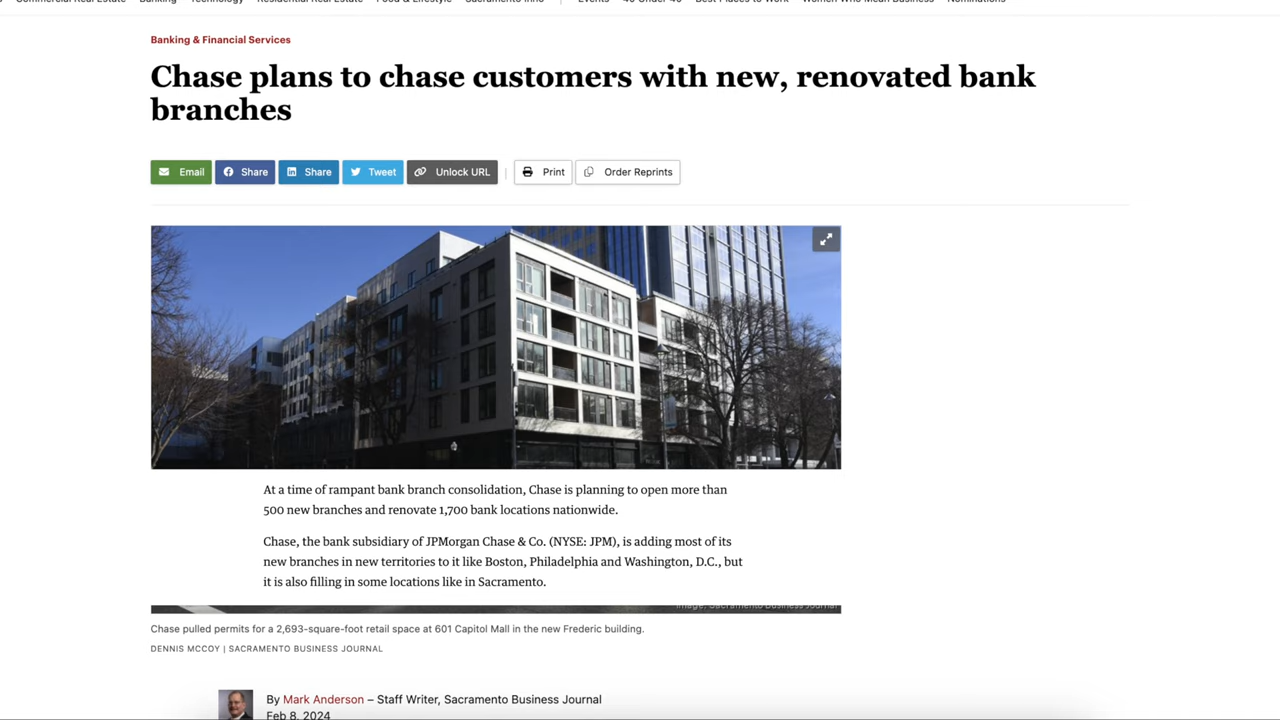 Commercial Real Estate Banking Technology Residential Real Estate Food & Lifestyle Sacramento Inno | Events 40 Under 40 Best Places to Work Women Who Mean Business Nominations
Banking & Financial Services
Chase plans to chase customers with new, renovated bank
branches
Email Share Share Tweet Unlock URL | Print Order Reprints
At a time of rampant bank branch consolidation, Chase is planning to open more than
500 new branches and renovate 1,700 bank locations nationwide.
Chase, the bank subsidiary of JPMorgan Chase & Co. (NYSE: JPM), is adding most of its
new branches in new territories to it like Boston, Philadelphia and Washington, D.C., but
it is also filling in some locations like in Sacramento.
Image: Sacramento Business Journal
Chase pulled permits for a 2,693-square-foot retail space at 601 Capitol Mall in the new Frederic building.
DENNIS MCCOY | SACRAMENTO BUSINESS JOURNAL
By Mark Anderson – Staff Writer, Sacramento Business Journal
Feb 8, 2024